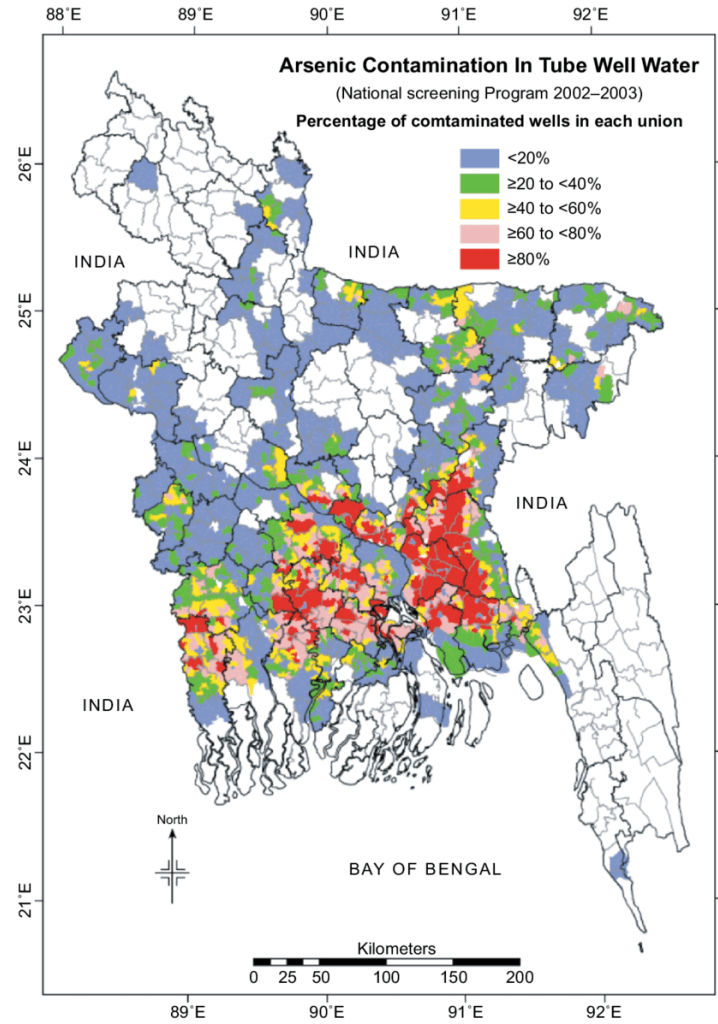 88˚E 89˚E 90˚E 91˚E 92˚E
Arsenic Contamination In Tube Well Water
(National screening Program 2002–2003)
Percentage of comtaminated wells in each union
<20%
≥20 to <40%
≥40 to <60%
≥60 to <80%
≥80%
26˚E
INDIA
INDIA
25˚E
24˚E
INDIA
23˚E
INDIA
22˚E
North
BAY OF BENGAL
21˚E
Kilometers
0 25 50 100 150 200
89˚E 90˚E 91˚E 92˚E